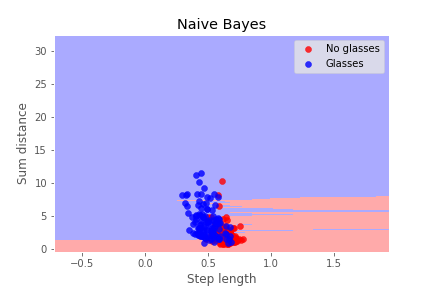 Naive Bayes
No glasses
Glasses
Sum distance
30
25
20
15
10
5
0
−0.5
0.0
0.5
1.0
1.5
Step length